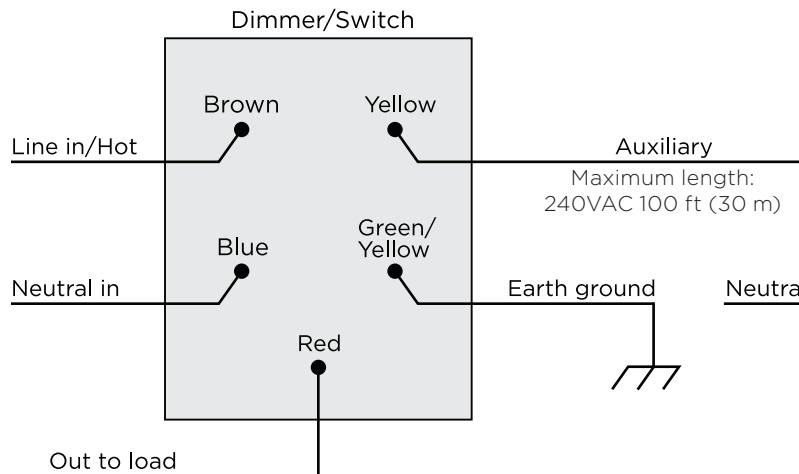 Dimmer/Switch
Brown
Yellow
Line in/Hot
Auxiliary
Maximum length:
240VAC 100 ft (30 m)
Green/
Yellow
Blue
Neutral in
Earth ground
Neutra
Red
Out to load